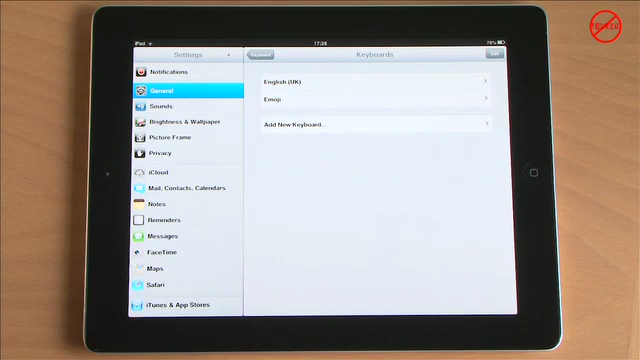 iPod
17:28
78%
Settings
Keyboard
Keyboards
Edit
Notifications
General
Sounds
Brightness & Wallpaper
Picture Frame
Privacy
iCloud
Mail, Contacts, Calendars
Notes
Reminders
Messages
FaceTime
Maps
Safari
iTunes & App Stores
English (UK)
Emoji
Add New Keyboard...